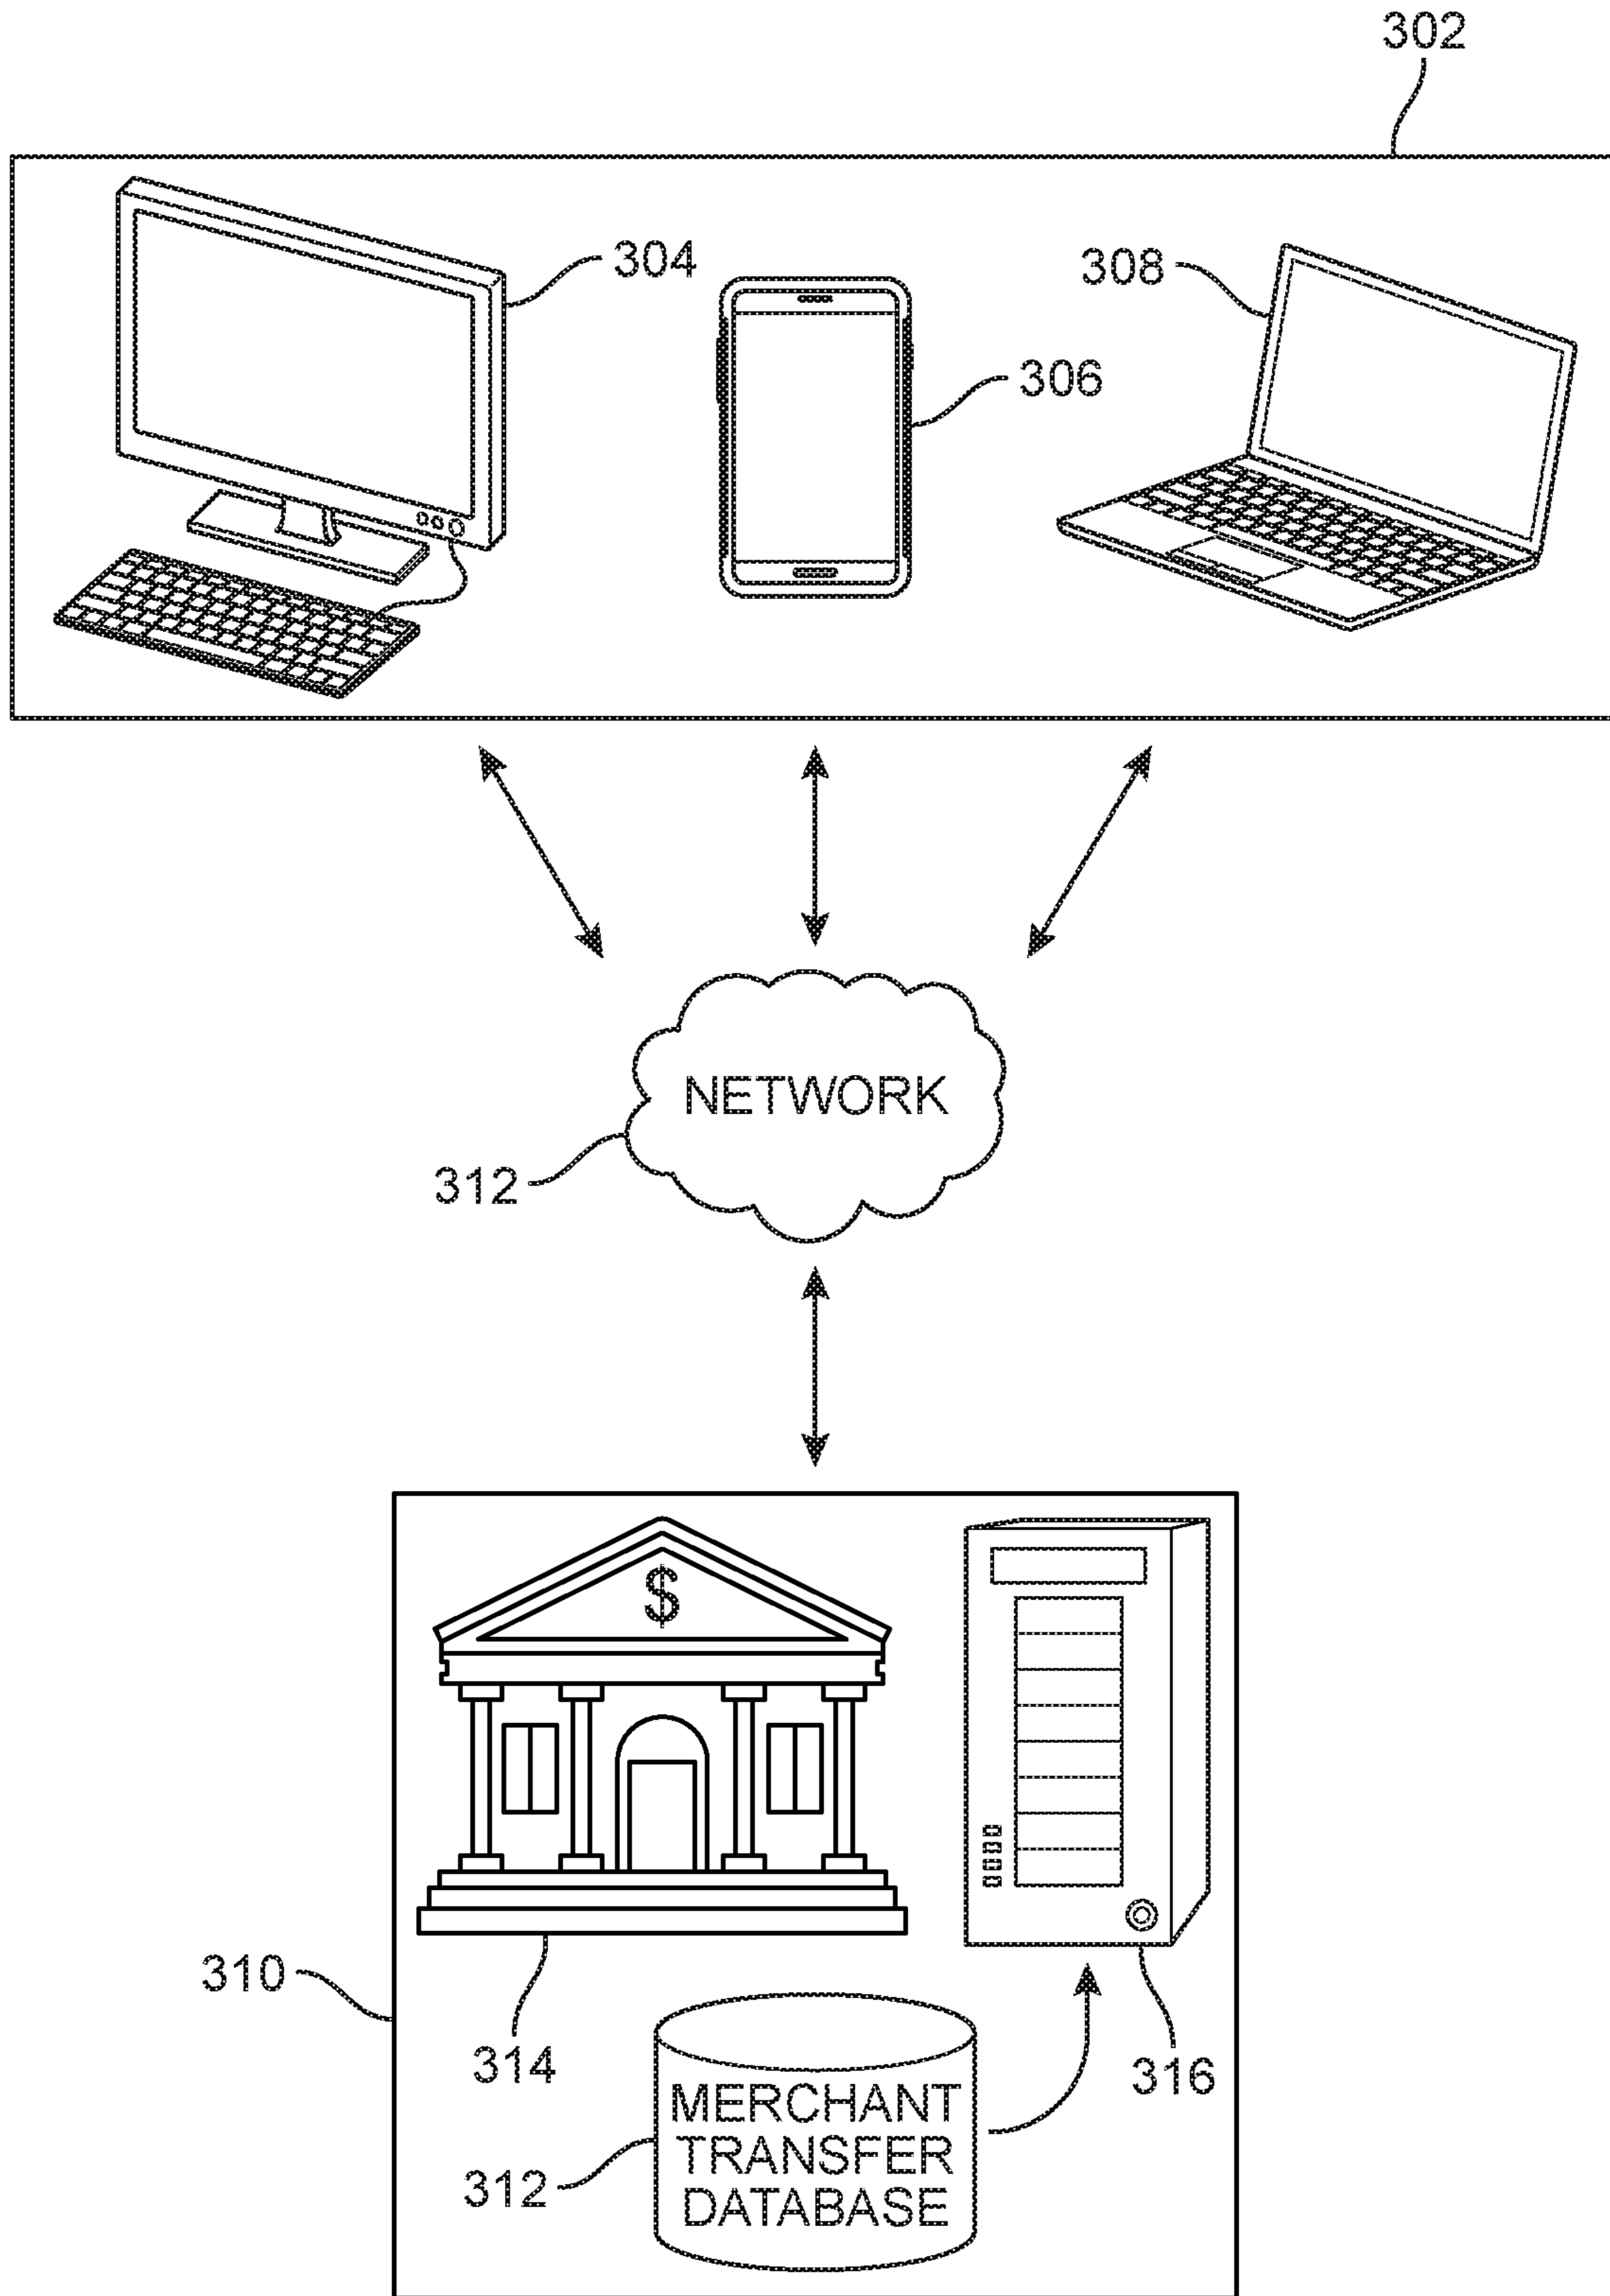 302
304
308
306
NETWORK
312
$
310
314
316
MERCHANT
TRANSFER
DATABASE
312